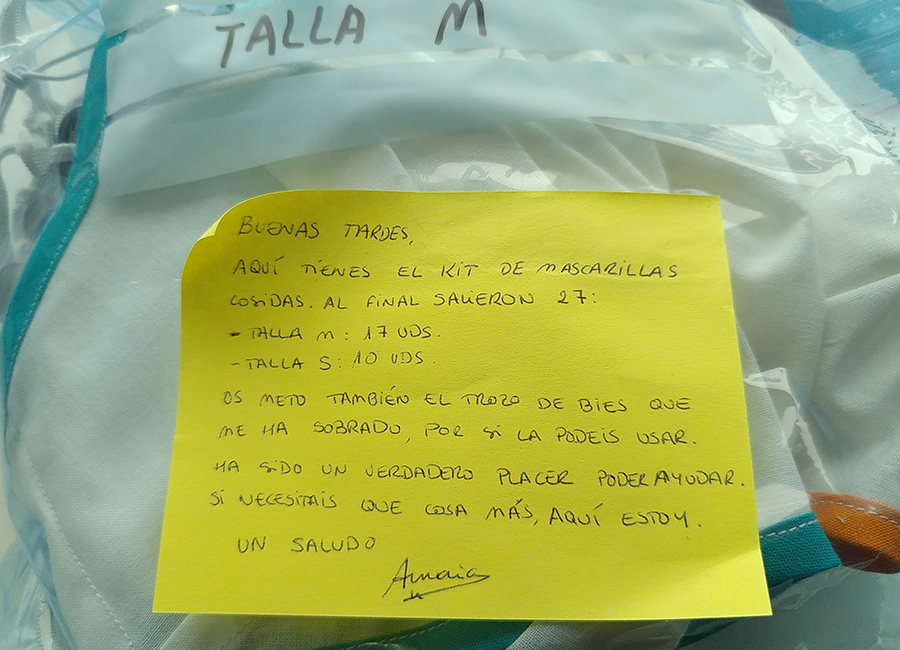 TALLA M
BUENAS TARDES,
AQUÍ TIENES EL KIT DE MASCARILLAS
COSIDAS. AL FINAL SALIERON 27:
- TALLA M: 17 UDS.
- TALLA S: 10 UDS.
OS METO TAMBIÉN EL TROZO DE BIES QUE
ME HA SOBRADO, POR SI LA PODEIS USAR.
HA SIDO UN VERDADERO PLACER PODER AYUDAR.
SI NECESITAIS QUE COSA MÁS, AQUÍ ESTOY.
UN SALUDO
Amaia